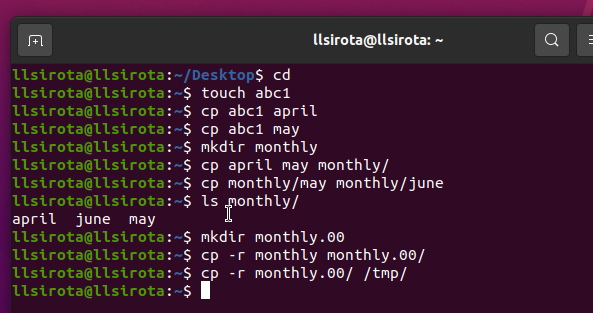 llsirota@llsirota: ~
llsirota@llsirota:~/Desktop$ cd
llsirota@llsirota:~$ touch abc1
llsirota@llsirota:~$ cp abc1 april
llsirota@llsirota:~$ cp abc1 may
llsirota@llsirota:~$ mkdir monthly
llsirota@llsirota:~$ cp april may monthly/
llsirota@llsirota:~$ cp monthly/may monthly/june
llsirota@llsirota:~$ ls monthly/
april  june  may
llsirota@llsirota:~$ mkdir monthly.00
llsirota@llsirota:~$ cp -r monthly monthly.00/
llsirota@llsirota:~$ cp -r monthly.00/ /tmp/
llsirota@llsirota:~$